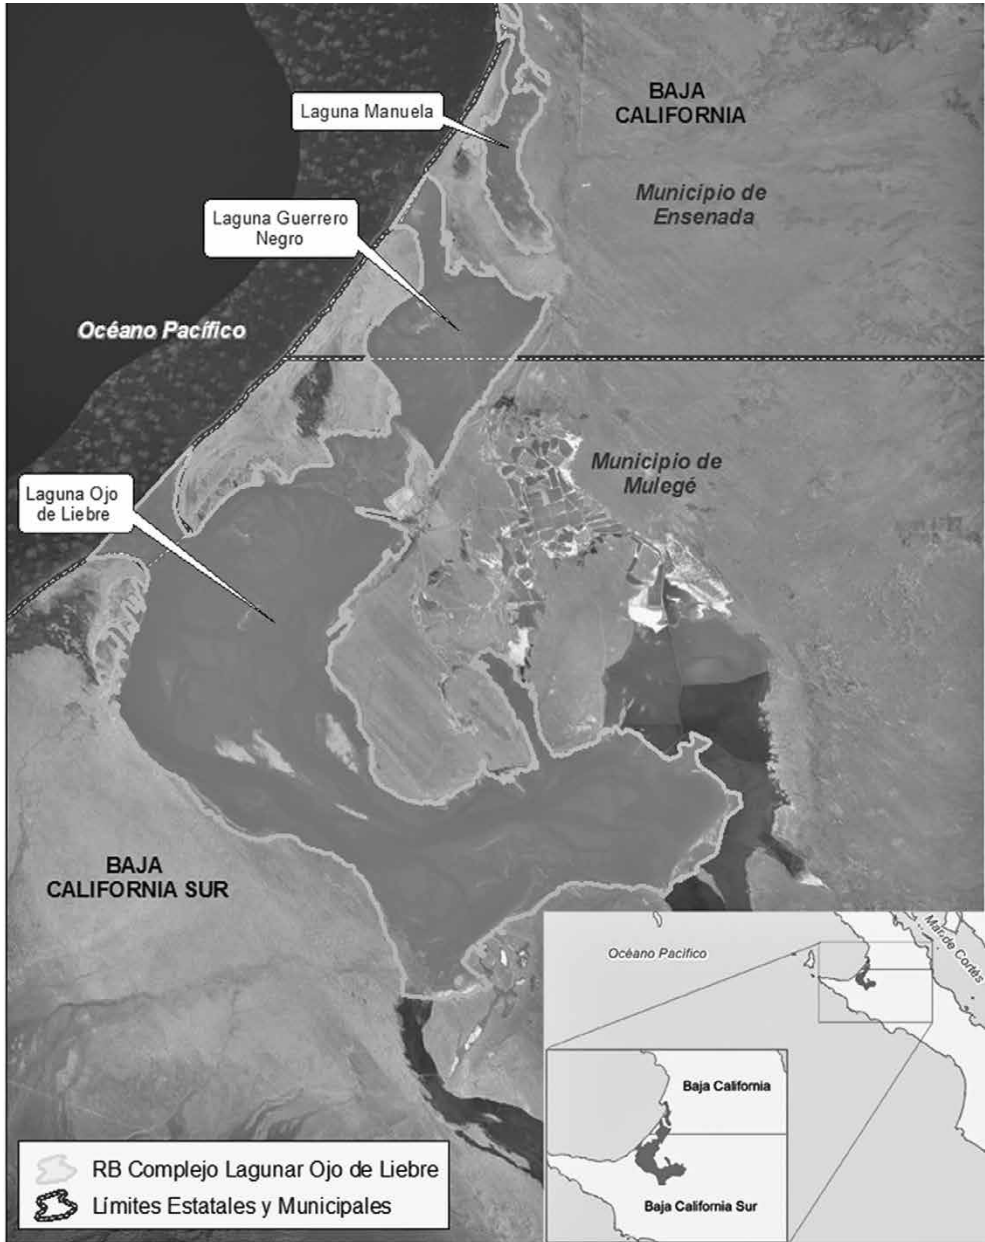 BAJA
CALIFORNIA
Laguna Manuela
Municipio de
Ensenada
Laguna Guerrero
Negro
Océano Pacífico
Municipio de
Mulegé
Laguna Ojo
de Liebre
BAJA
CALIFORNIA SUR
Océano Pacífico
Mar de Cortés
Baja California
Baja California Sur
RB Complejo Lagunar Ojo de Liebre
Límites Estatales y Municipales